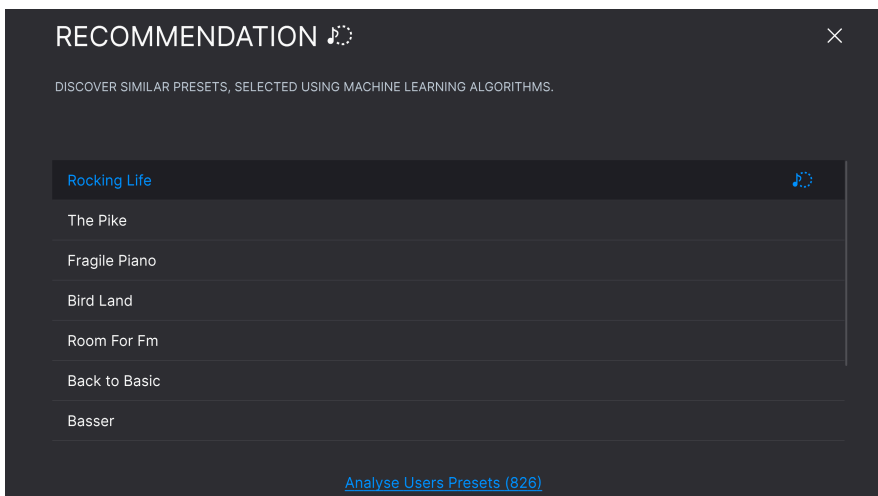 RECOMMENDATION
DISCOVER SIMILAR PRESETS, SELECTED USING MACHINE LEARNING ALGORITHMS.
Rocking Life
The Pike
Fragile Piano
Bird Land
Room For Fm
Back to Basic
Basser
Analyse Users Presets (826)